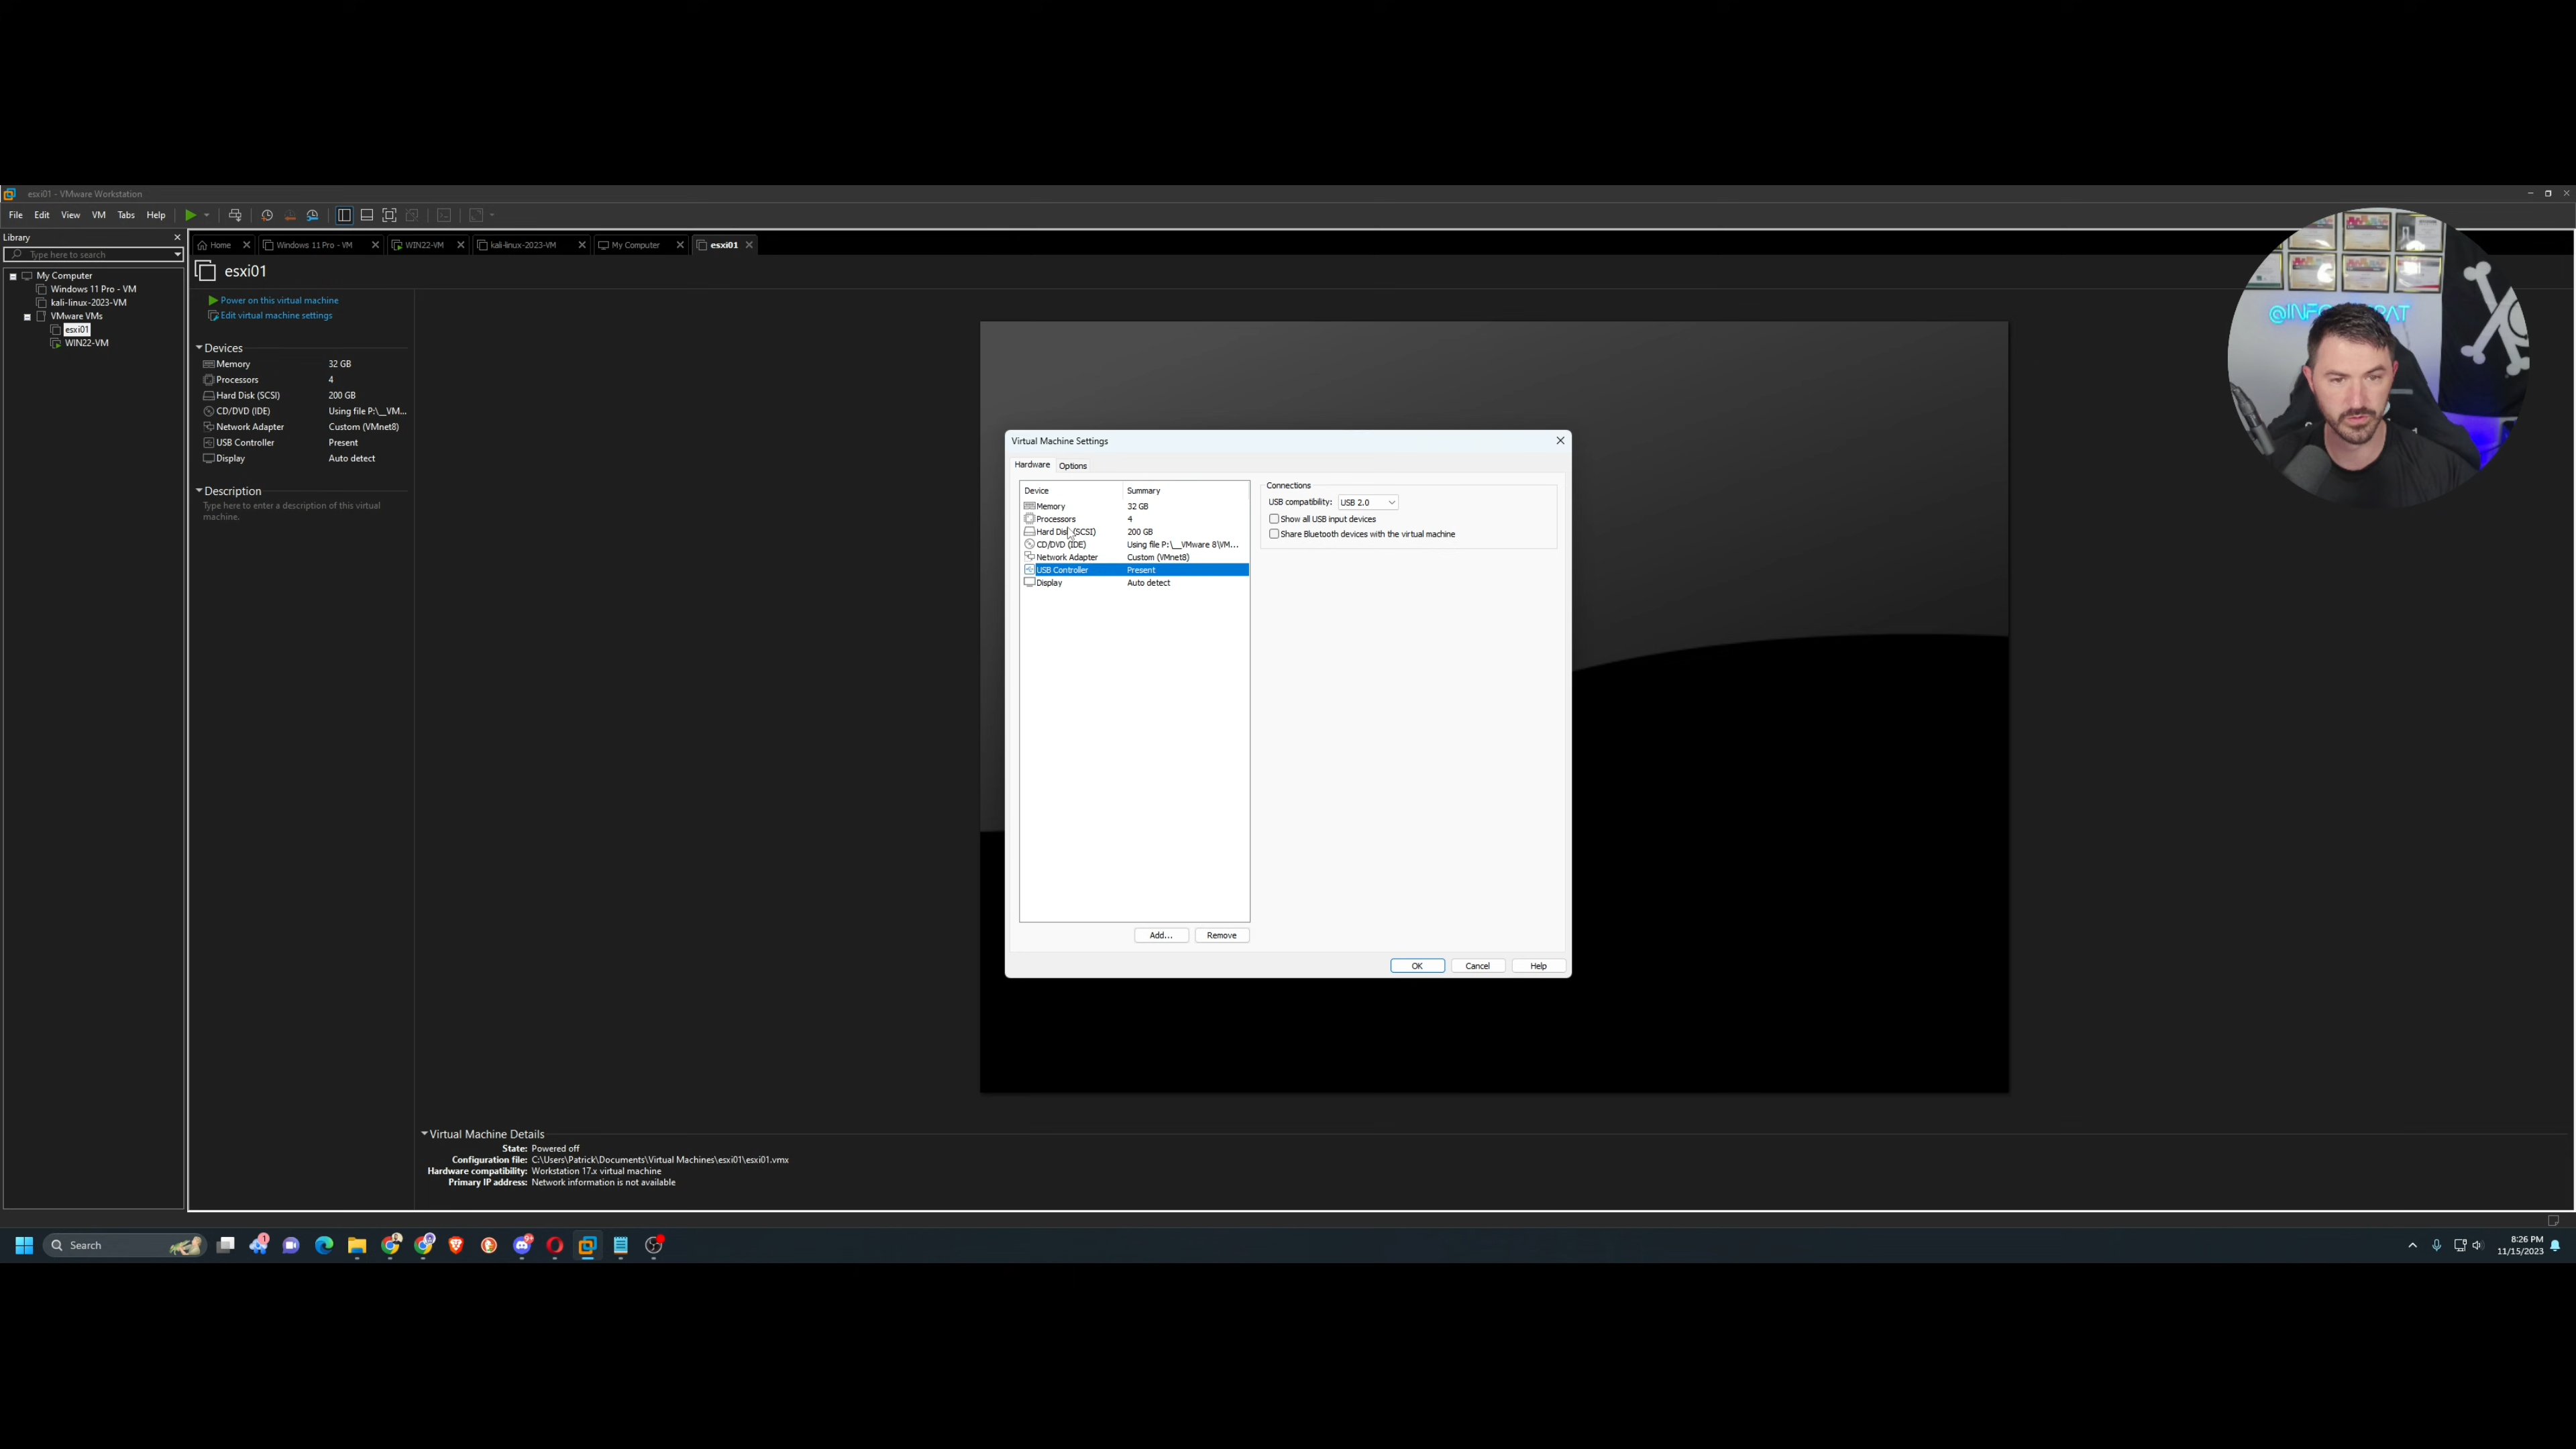 esxi01 - VMware Workstation
File Edit View VM Tabs Help
Library
Type here to search
My Computer
Windows 11 Pro - VM
kali-linux-2023-VM
VMware VMs
esxi01
WIN22-VM
Home
Windows 11 Pro - VM
WIN22-VM
kali-linux-2023-VM
My Computer
esxi01
esxi01
Power on this virtual machine
Edit virtual machine settings
Devices
Memory 32 GB
Processors 4
Hard Disk (SCSI) 200 GB
CD/DVD (IDE) Using file P:\__VM...
Network Adapter Custom (VMnet8)
USB Controller Present
Display Auto detect
Description
Type here to enter a description of this virtual
machine.
Virtual Machine Settings
Hardware Options
Device Summary
Memory 32 GB
Processors 4
Hard Disk (SCSI) 200 GB
CD/DVD (IDE) Using file P:\__VMware 8\VM...
Network Adapter Custom (VMnet8)
USB Controller Present
Display Auto detect
Add... Remove
Connections
USB compatibility: USB 2.0
Show all USB input devices
Share Bluetooth devices with the virtual machine
OK Cancel Help
Virtual Machine Details
State: Powered off
Configuration file: C:\Users\Patrick\Documents\Virtual Machines\esxi01\esxi01.vmx
Hardware compatibility: Workstation 17.x virtual machine
Primary IP address: Network information is not available
Search
8:26 PM
11/15/2023